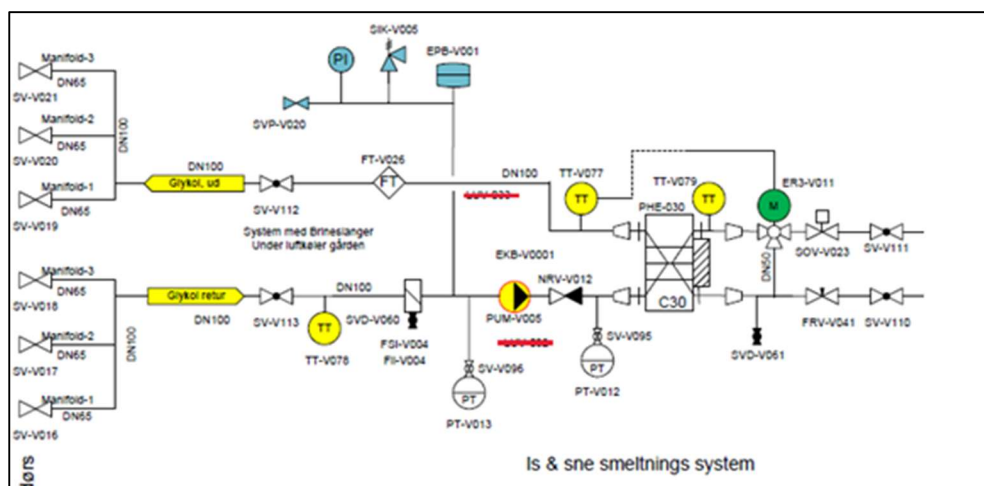 SIK-V005
EPB-V001
PI
SVP-V020
Manifold-3
DN65
SV-V021
Manifold-2
DN65
SV-V020
Manifold-1
DN65
SV-V019
DN100
DN100
Glykol, ud
SV-V112
FT-V026
FT
DN100
TT-V077
TT
TT-V079
TT
ER3-V011
M
PHE-030
SOV-V023
SV-V111
System med Brineslanger
Under luftkøler gården
EKB-V0001
NRV-V012
DN50
C30
Manifold-3
DN65
SV-V018
Manifold-2
DN65
SV-V017
Manifold-1
DN65
SV-V016
DN100
Glykol retur
DN100
SV-V113
DN100
TT
TT-V078
SVD-V060
FSI-V004
FII-V004
PUM-V005
SV-V096
PT
PT-V013
SV-V095
PT
PT-V012
SVD-V061
FRV-V041
SV-V110
Is & sne smeltnings system